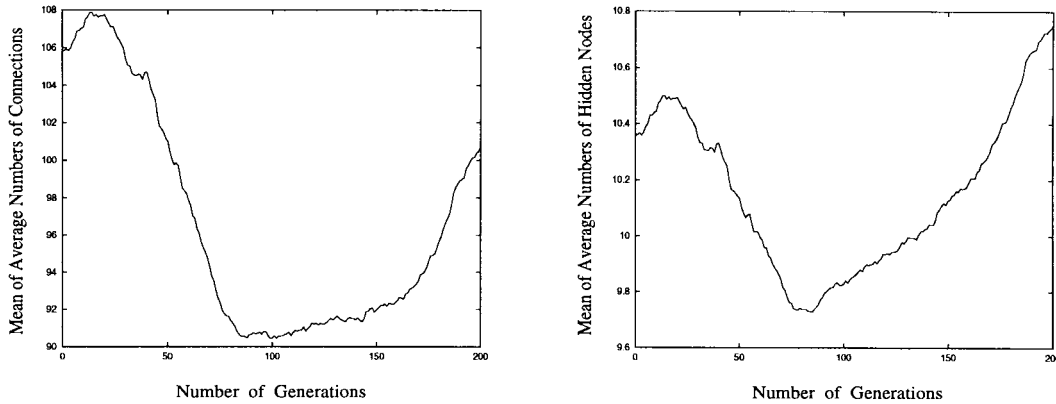 Mean of Average Numbers of Connections
108
106
104
102
100
98
96
94
92
90
0 50 100 150 200
Number of Generations
Mean of Average Numbers of Hidden Nodes
10.8
10.6
10.4
10.2
10
9.8
9.6
0 50 100 150 200
Number of Generations